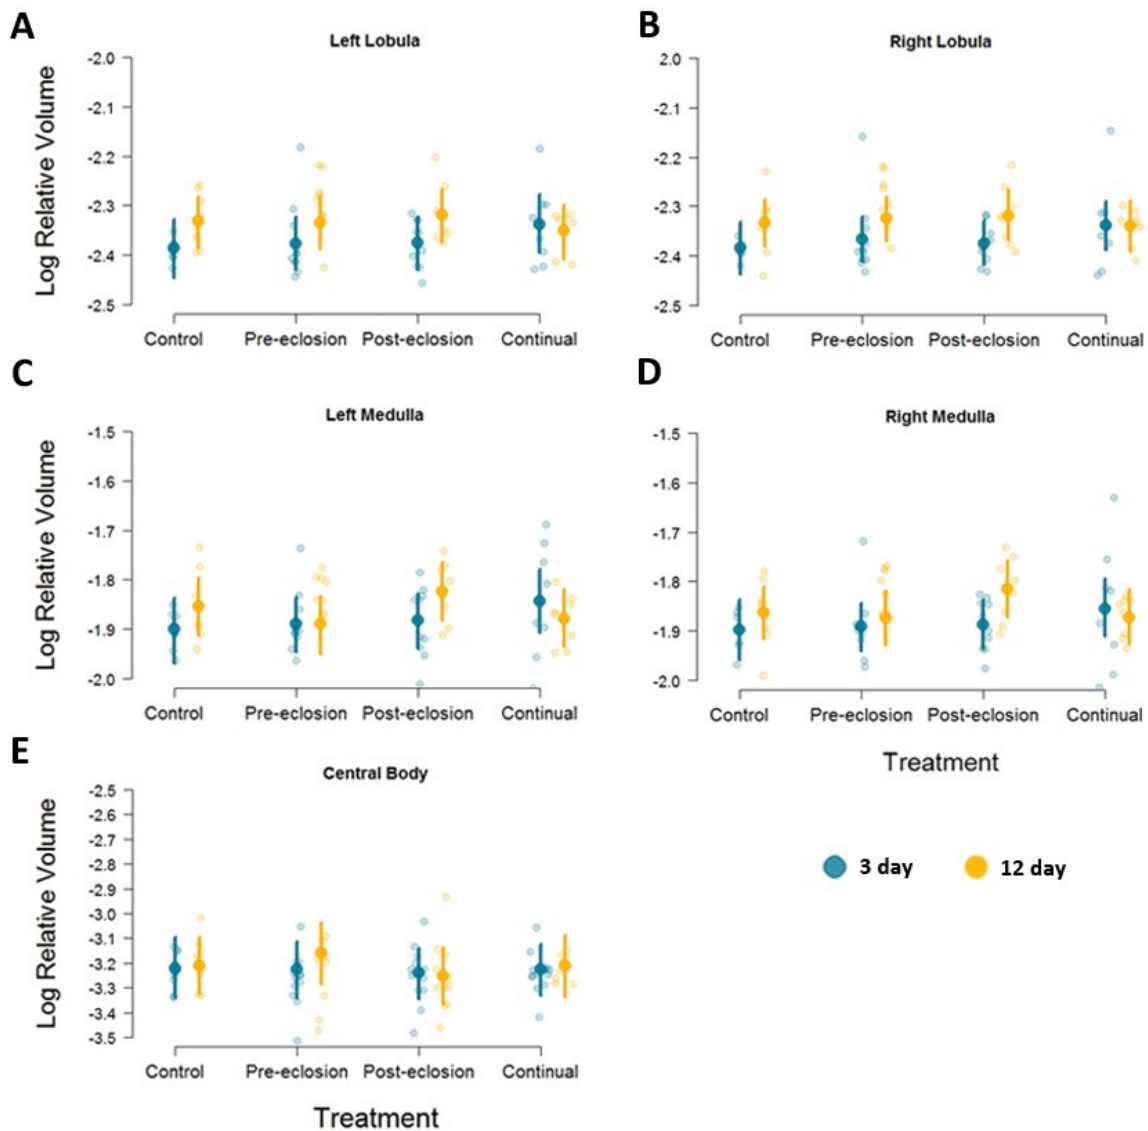 A
Left Lobula
Log Relative Volume
-2.0
-2.1
-2.2
-2.3
-2.4
-2.5
Control Pre-eclosion Post-eclosion Continual
B
Right Lobula
Log Relative Volume
2.0
-2.1
-2.2
-2.3
-2.4
-2.5
Control Pre-eclosion Post-eclosion Continual
C
Left Medulla
Log Relative Volume
-1.5
-1.6
-1.7
-1.8
-1.9
-2.0
Control Pre-eclosion Post-eclosion Continual
D
Right Medulla
Log Relative Volume
-1.5
-1.6
-1.7
-1.8
-1.9
-2.0
Control Pre-eclosion Post-eclosion Continual
Treatment
E
Central Body
Log Relative Volume
-2.5
-2.6
-2.7
-2.8
-2.9
-3.0
-3.1
-3.2
-3.3
-3.4
-3.5
Control Pre-eclosion Post-eclosion Continual
Treatment
3 day 12 day